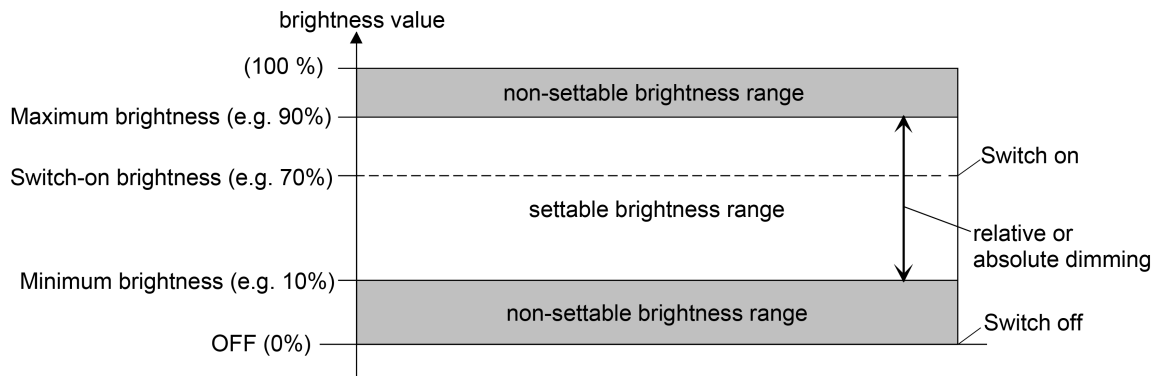 brightness value
(100 %)
non-settable brightness range
Maximum brightness (e.g. 90%)
Switch on
Switch-on brightness (e.g. 70%)
settable brightness range
relative or
absolute dimming
Minimum brightness (e.g. 10%)
non-settable brightness range
Switch off
OFF (0%)